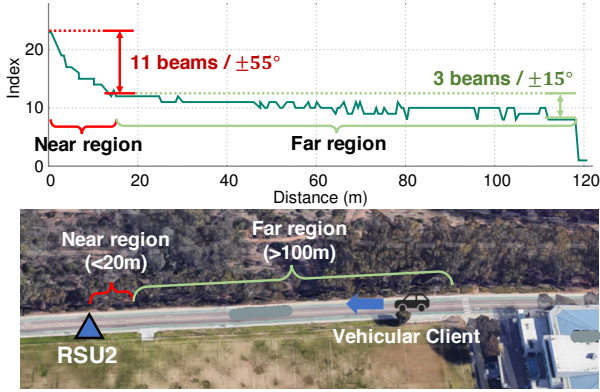 20
10
0
Index
11 beams / ±55°
3 beams / ±15°
Near region
Far region
0
20
40
60
80
100
120
Distance (m)
Near region
(<20m)
Far region
(>100m)
Vehicular Client
RSU2